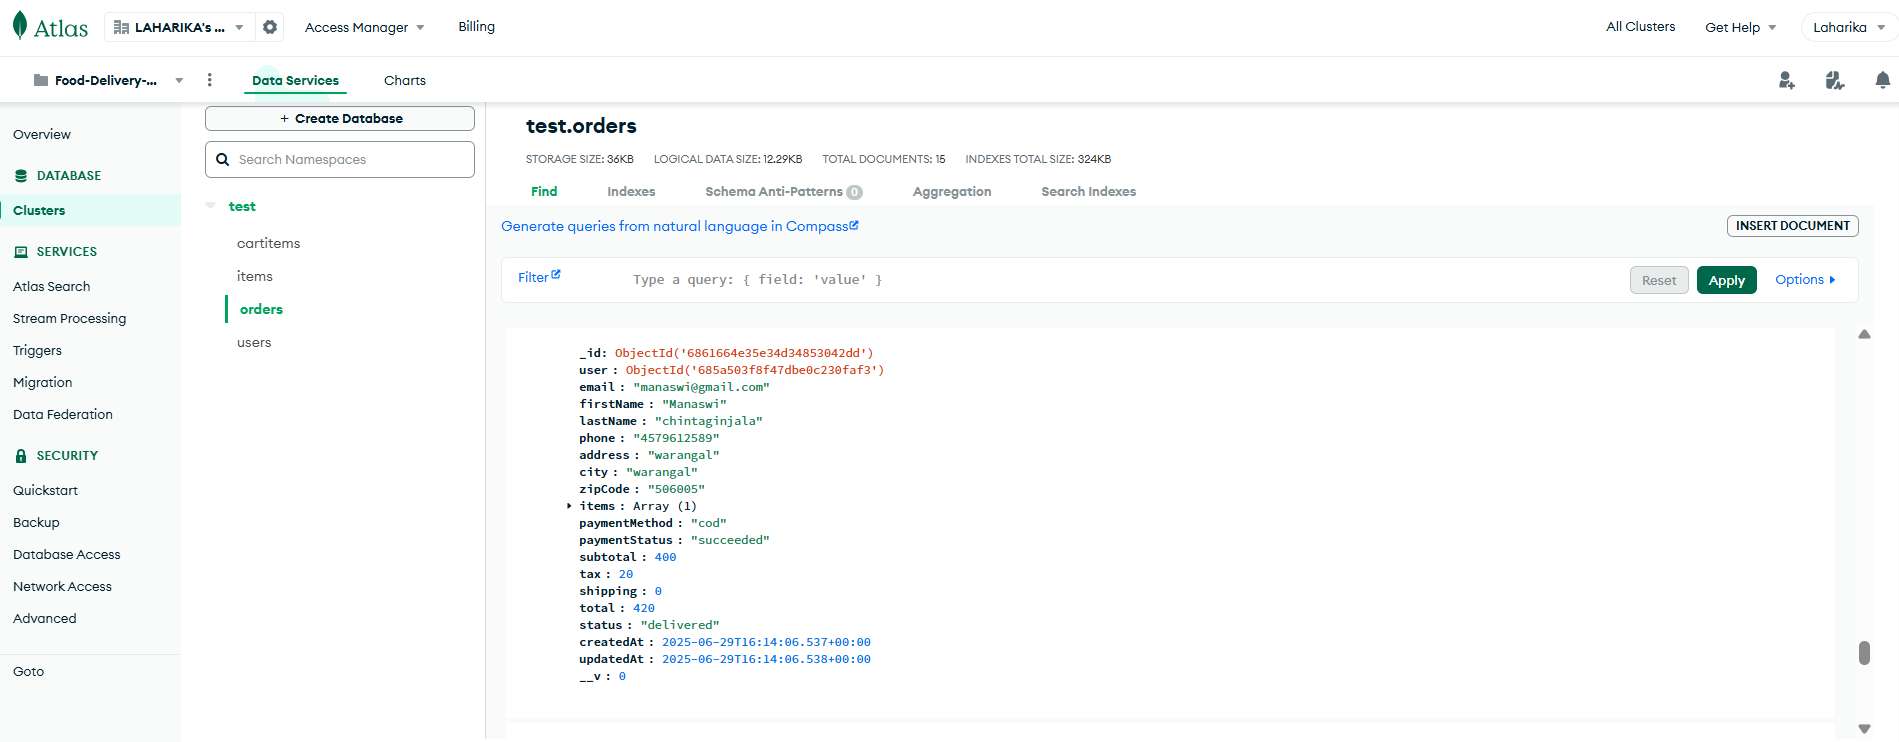 Atlas LAHARIKA's ... Access Manager Billing All Clusters Get Help Laharika
Food-Delivery-... Data Services Charts
Overview
DATABASE
Clusters
SERVICES
Atlas Search
Stream Processing
Triggers
Migration
Data Federation
SECURITY
Quickstart
Backup
Database Access
Network Access
Advanced
Goto
+ Create Database
Search Namespaces
test
cartitems
items
orders
users
test.orders
STORAGE SIZE: 36KB LOGICAL DATA SIZE: 12.29KB TOTAL DOCUMENTS: 15 INDEXES TOTAL SIZE: 324KB
Find Indexes Schema Anti-Patterns 0 Aggregation Search Indexes
Generate queries from natural language in Compass
INSERT DOCUMENT
Filter Type a query: { field: 'value' } Reset Apply Options
_id: ObjectId('6861664e35e34d34853042dd')
user : ObjectId('685a503f8f47dbe0c230faf3')
email : "manaswi@gmail.com"
firstName : "Manaswi"
lastName : "chintaginjala"
phone : "4579612589"
address : "warangal"
city : "warangal"
zipCode : "506005"
items : Array (1)
paymentMethod : "cod"
paymentStatus : "succeeded"
subtotal : 400
tax : 20
shipping : 0
total : 420
status : "delivered"
createdAt : 2025-06-29T16:14:06.537+00:00
updatedAt : 2025-06-29T16:14:06.538+00:00
__v : 0